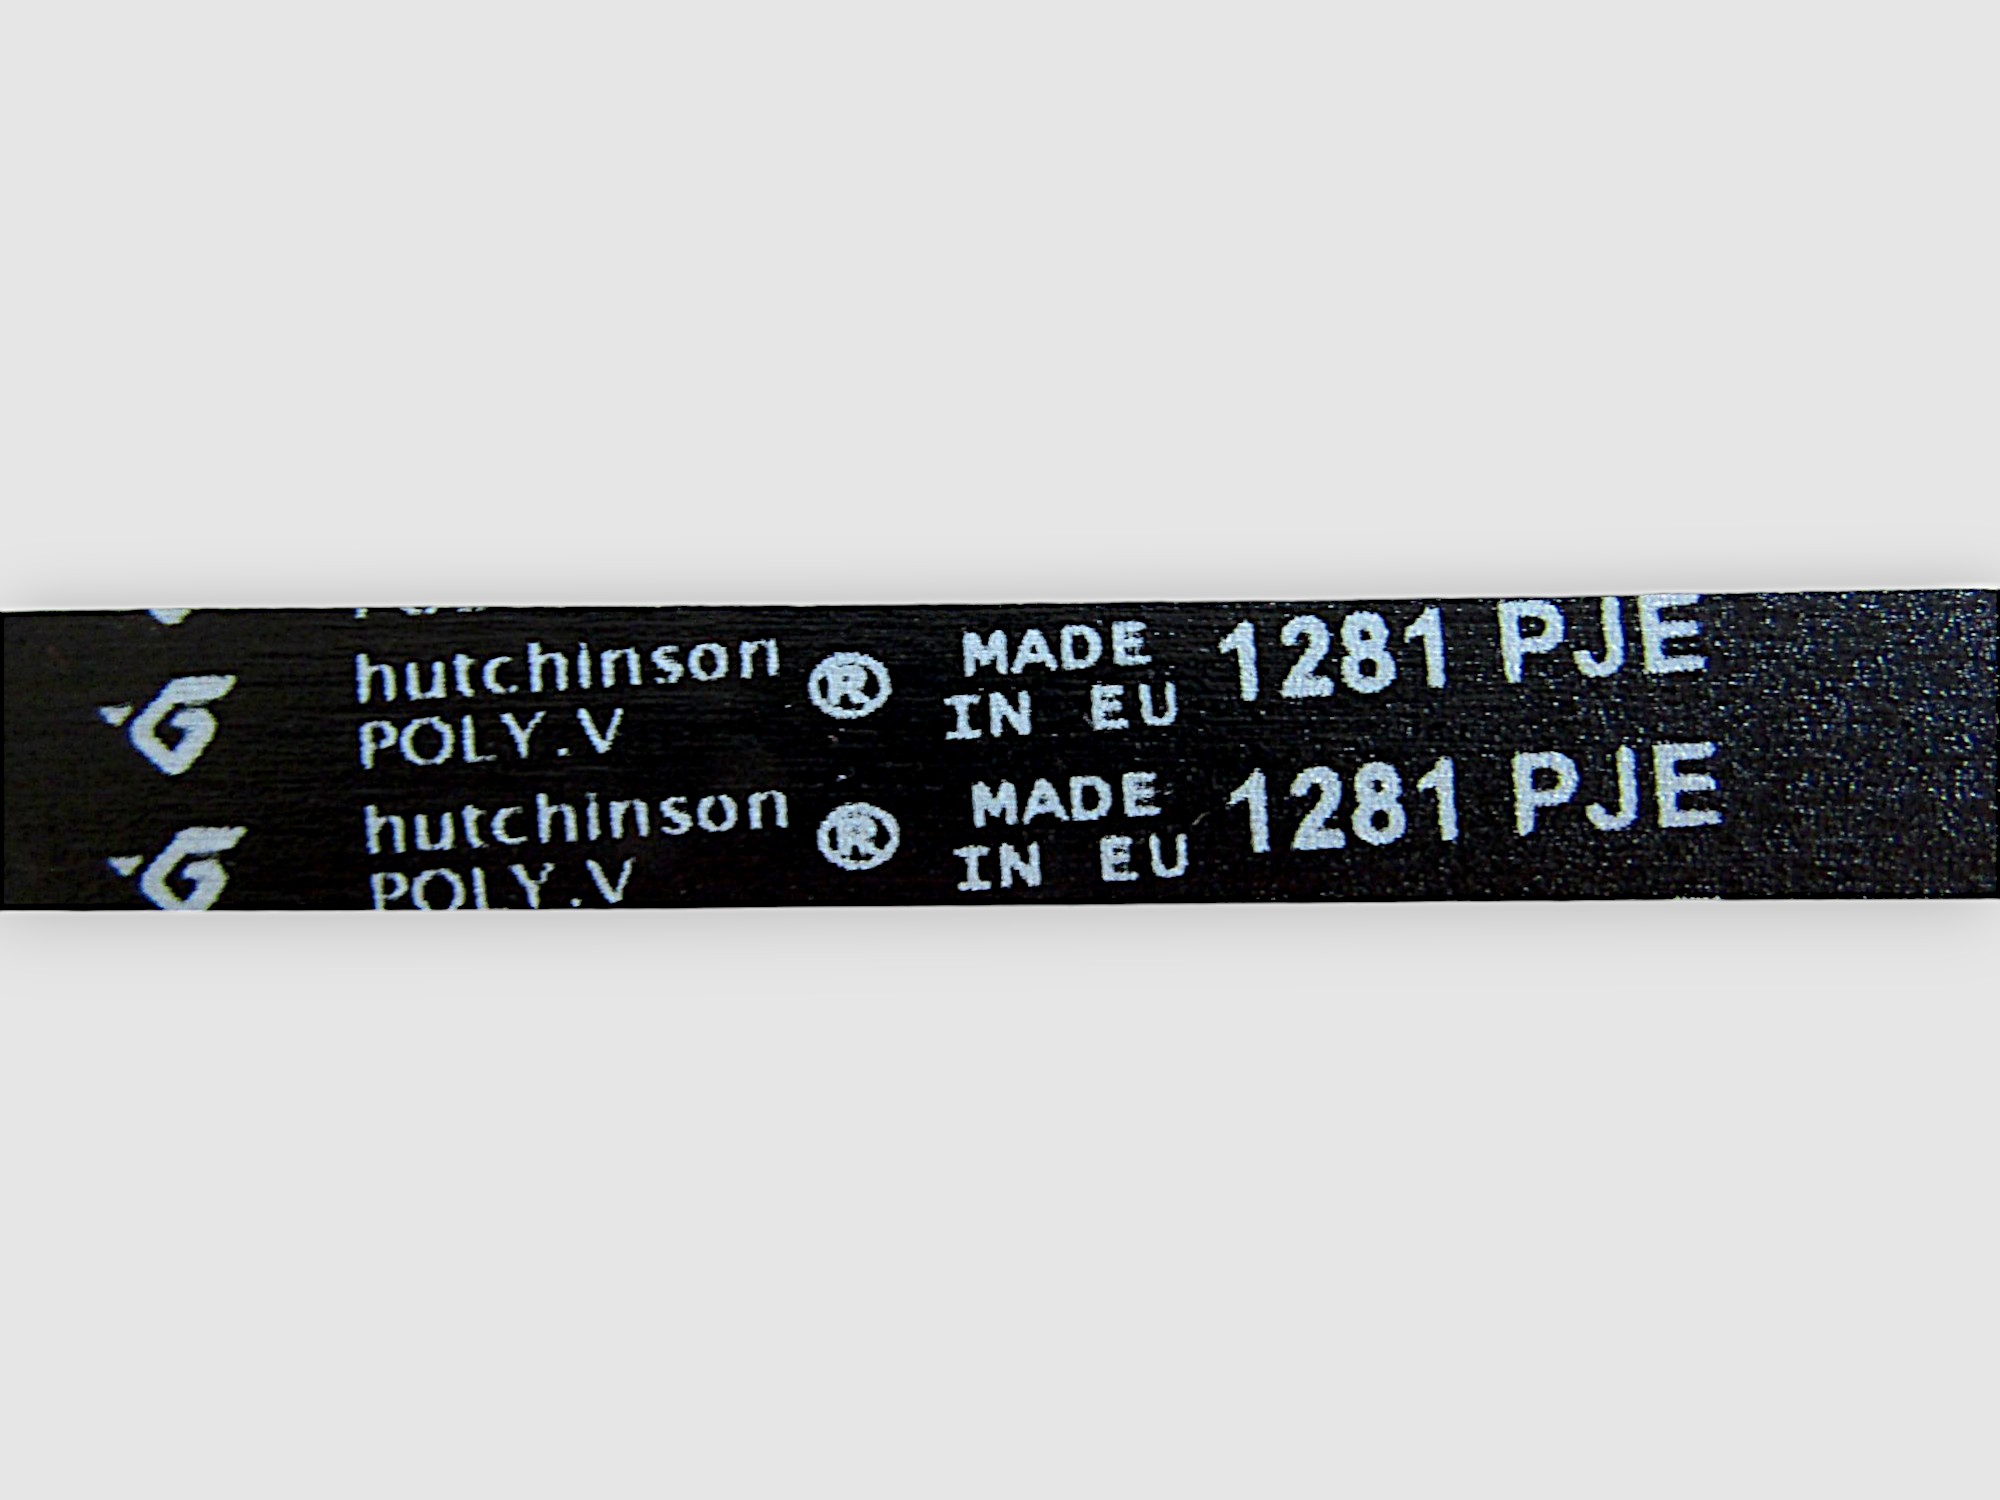 hutchinson ® MADE 1281 PJE
POLY.V IN EU
hutchinson ® MADE 1281 PJE
POLY.V IN EU